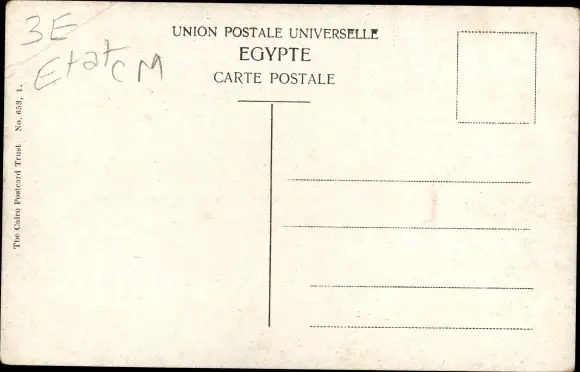 3E
Etat CM
UNION POSTALE UNIVERSELLE
EGYPTE
CARTE POSTALE
The Cairo Postcard Trust No. 653, 1.